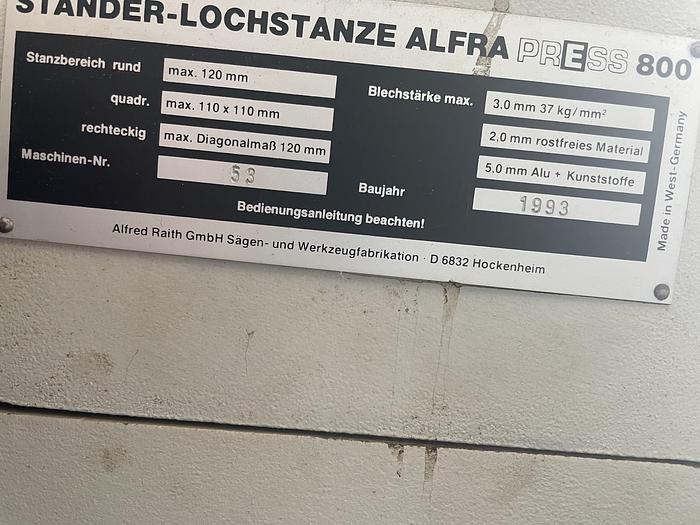 STÄNDER-LOCHSTANZE ALFRA PRESS 800
Stanzbereich rund max. 120 mm
quadr. max. 110 x 110 mm
rechteckig max. Diagonalmaß 120 mm
Maschinen-Nr. 53
Blechstärke max. 3,0 mm 37 kg/mm²
2,0 mm rostfreies Material
5,0 mm Alu + Kunststoffe
Baujahr 1993
Bedienungsanleitung beachten!
Alfred Raith GmbH Sägen- und Werkzeugfabrikation · D 6832 Hockenheim
Made in West-Germany